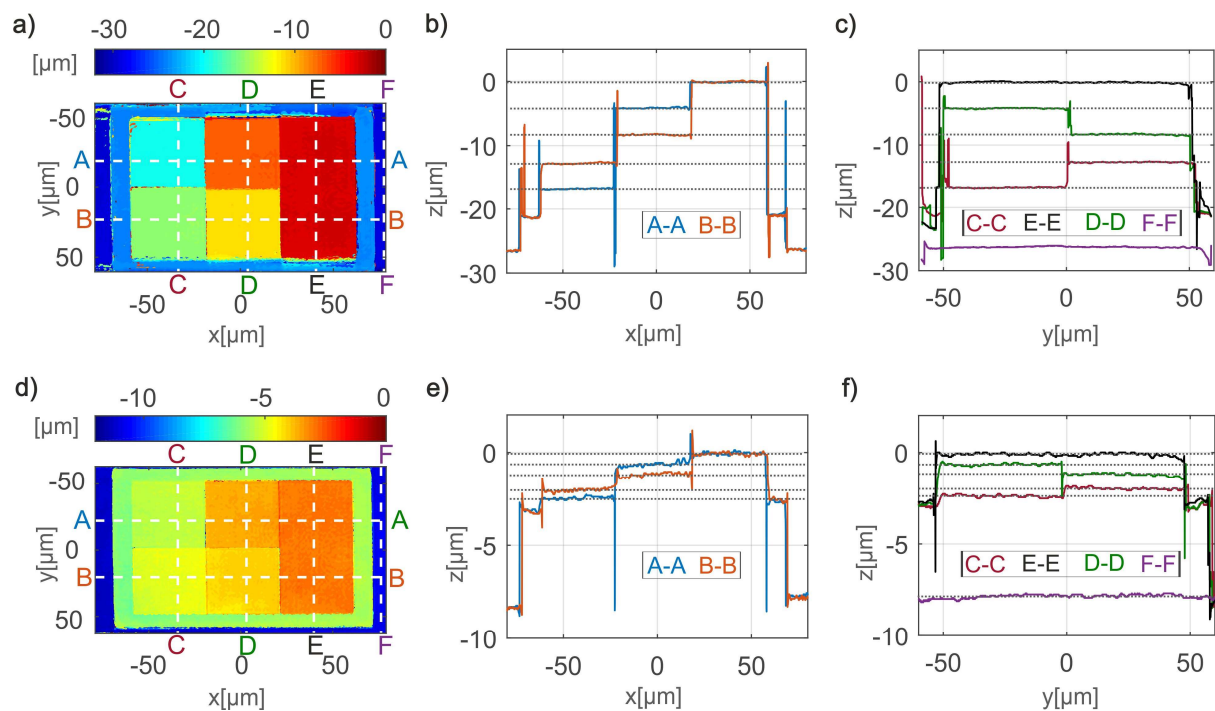 a)
-30 -20 -10 0
[µm]
C D E F
-50
A A
y[µm]
0
B B
50
C D E F
-50 0 50
x[µm]
b)
0
-10
z[µm]
-20
-30
A-A B-B
-50 0 50
x[µm]
c)
0
-10
z[µm]
-20
-30
C-C E-E D-D F-F
-50 0 50
y[µm]
d)
-10 -5 0
[µm]
C D E F
-50
A A
y[µm]
0
B B
50
C D E F
-50 0 50
x[µm]
e)
0
z[µm]
-5
-10
A-A B-B
-50 0 50
x[µm]
f)
0
z[µm]
-5
-10
C-C E-E D-D F-F
-50 0 50
y[µm]